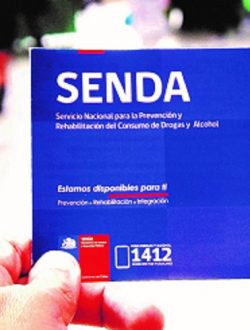 SENDA
Servicio Nacional para la Prevención y
Rehabilitación del Consumo de Drogas y Alcohol
Estamos disponibles para ti
Prevención • Rehabilitación • Integración
SENDA
1412